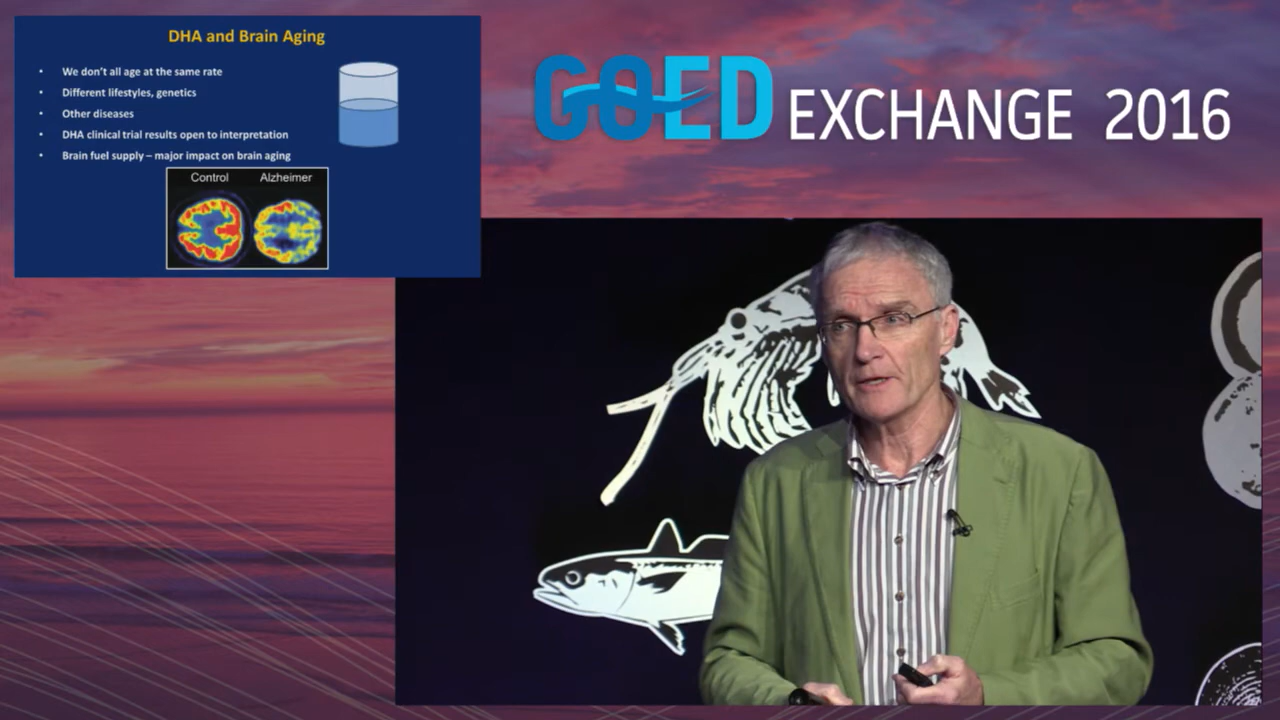 DHA and Brain Aging
• We don't all age at the same rate
• Different lifestyles, genetics
• Other diseases
• DHA clinical trial results open to interpretation
• Brain fuel supply – major impact on brain aging
Control Alzheimer
GOED EXCHANGE 2016